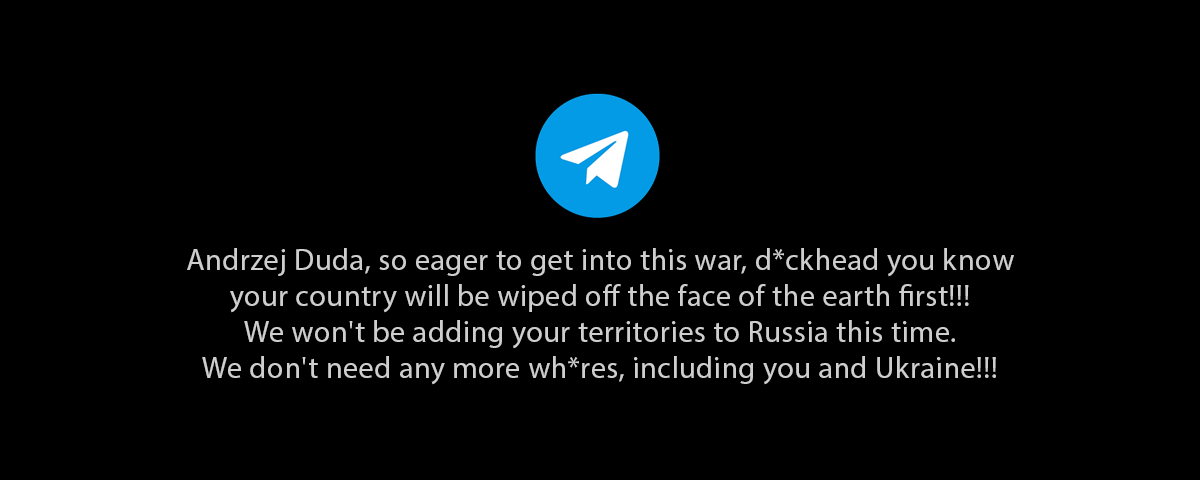 Andrzej Duda, so eager to get into this war, d*ckhead you know
your country will be wiped off the face of the earth first!!!
We won't be adding your territories to Russia this time.
We don't need any more wh*res, including you and Ukraine!!!